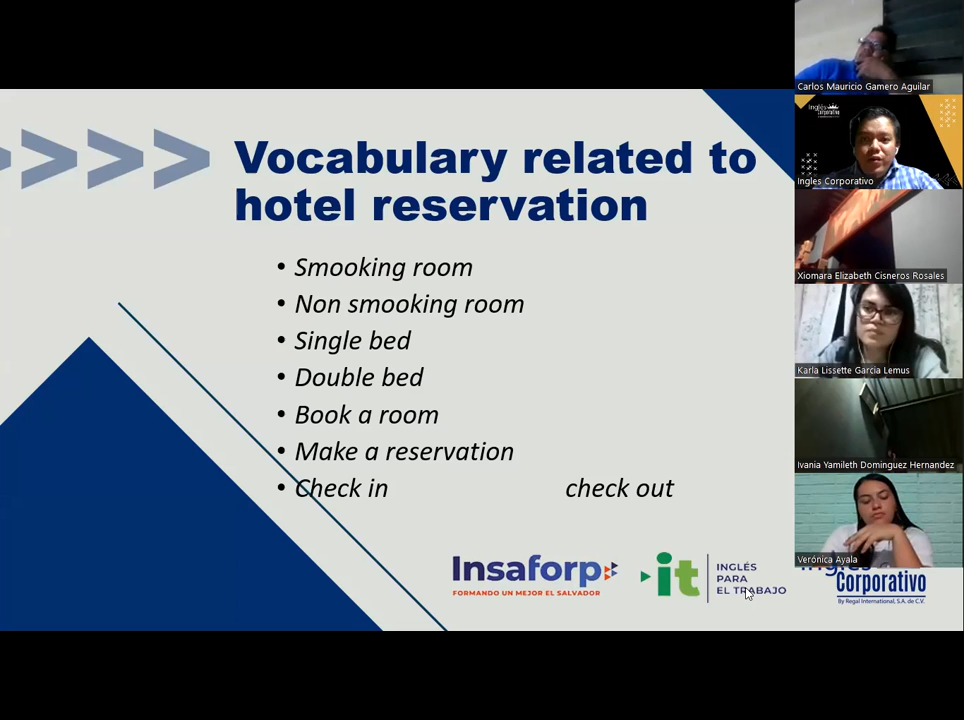 Vocabulary related to
hotel reservation
• Smooking room
• Non smooking room
• Single bed
• Double bed
• Book a room
• Make a reservation
• Check in check out
Insaforp
FORMANDO UN MEJOR EL SALVADOR
it
INGLÉS
PARA
EL TRABAJO
Corporativo
By Regal International, S.A. de C.V.
Carlos Mauricio Gamero Aguilar
Inglés
Corporativo
Ingles Corporativo
Xiomara Elizabeth Cisneros Rosales
Karla Lissette Garcia Lemus
Ivania Yamileth Dominguez Hernandez
Verónica Ayala